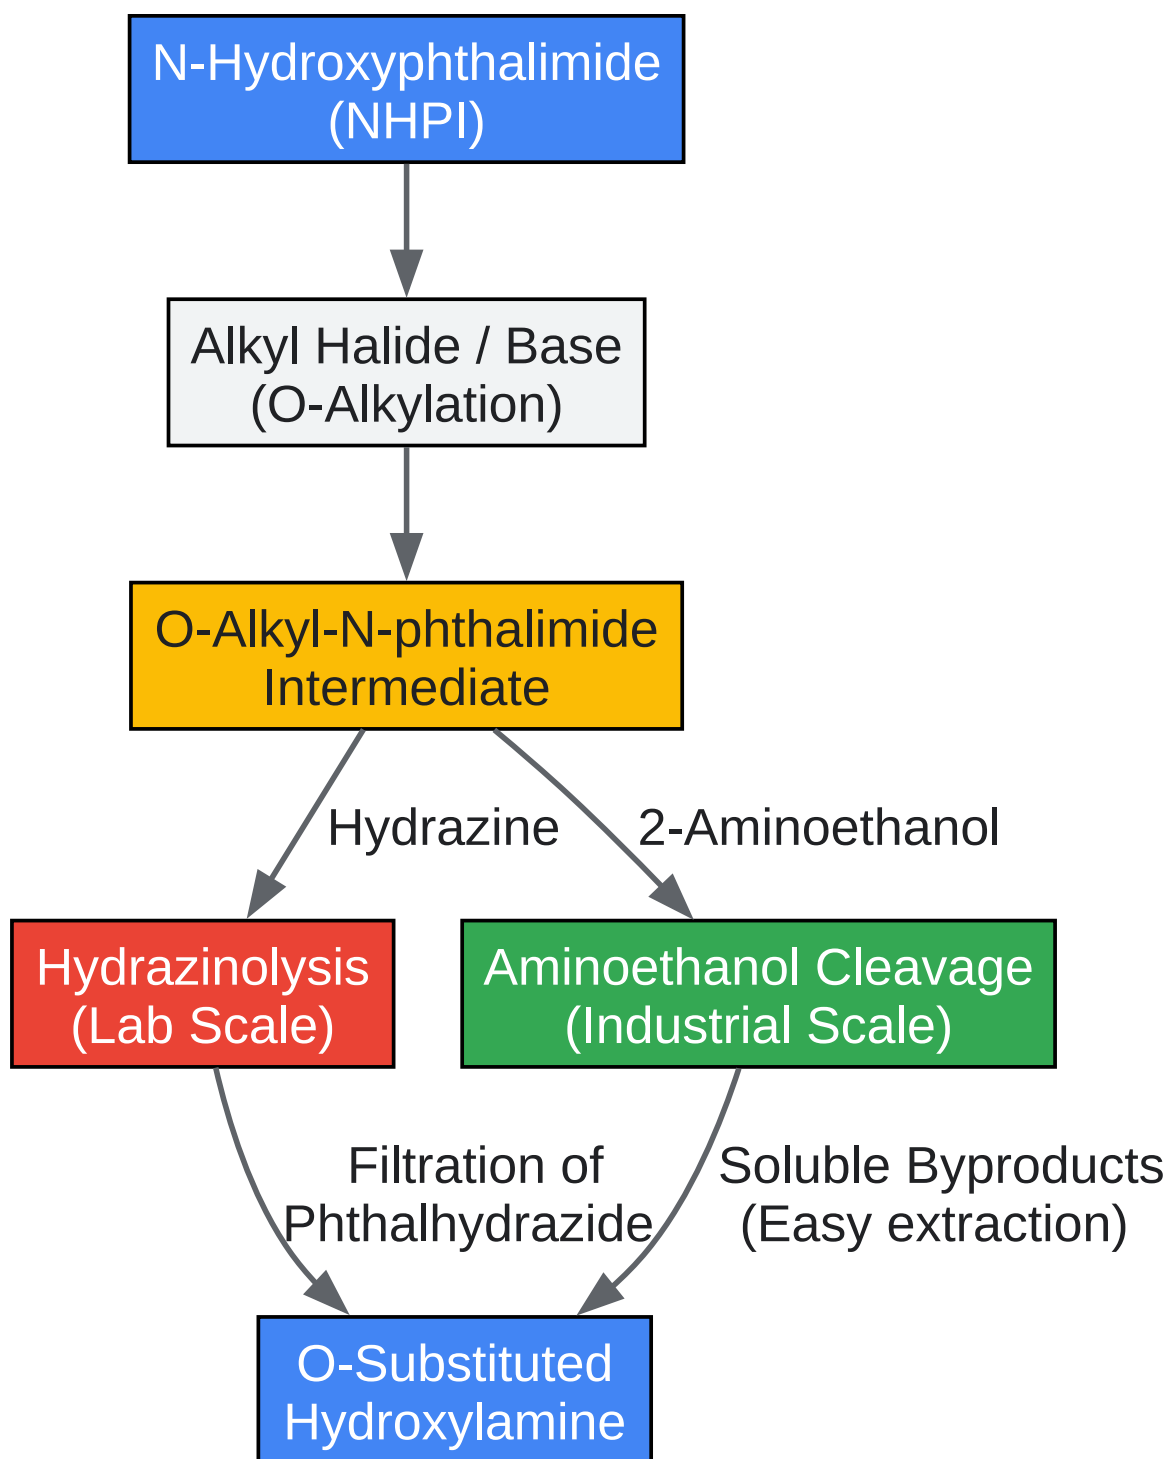 N-Hydroxyphthalimide
(NHPI)
Alkyl Halide / Base
(O-Alkylation)
O-Alkyl-N-phthalimide
Intermediate
Hydrazine
2-Aminoethanol
Hydrazinolysis
(Lab Scale)
Aminoethanol Cleavage
(Industrial Scale)
Filtration of
Phthalhydrazide
Soluble Byproducts
(Easy extraction)
O-Substituted
Hydroxylamine